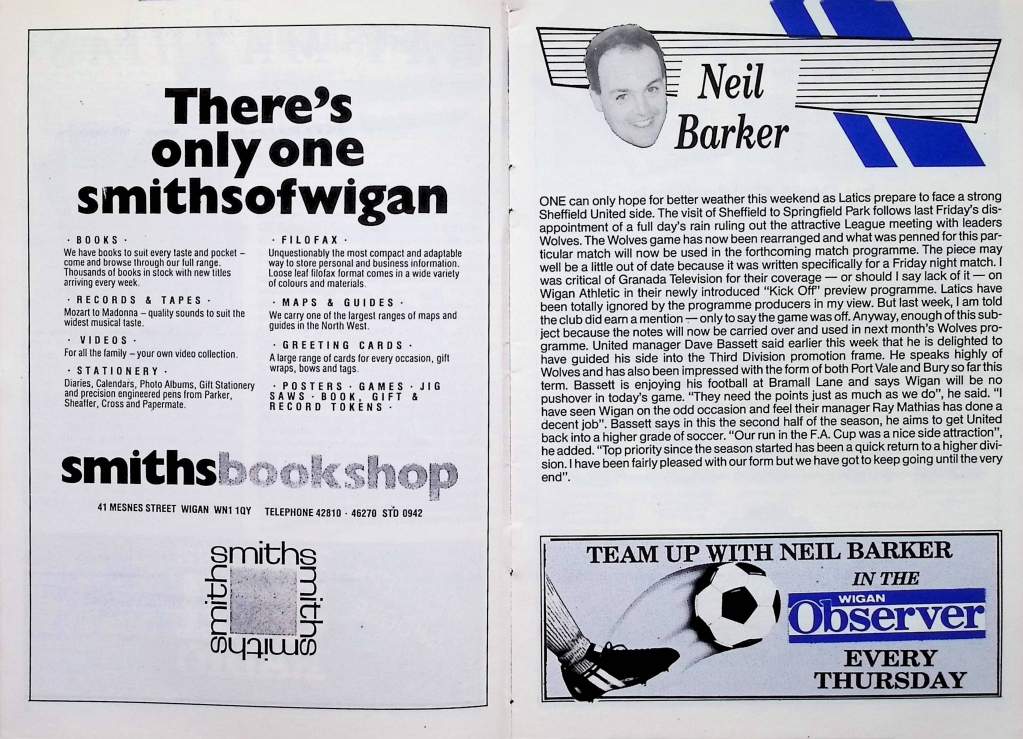 There's
only one
smithsofwigan
· BOOKS ·
We have books to suit every taste and pocket –
come and browse through our full range.
Thousands of books in stock with new titles
arriving every week.
· RECORDS & TAPES ·
Mozart to Madonna – quality sounds to suit the
widest musical taste.
· VIDEOS ·
For all the family – your own video collection.
· STATIONERY ·
Diaries, Calendars, Photo Albums, Gift Stationery
and precision engineered pens from Parker,
Sheaffer, Cross and Papermate.
· FILOFAX ·
Unquestionably the most compact and adaptable
way to store personal and business information.
Loose leaf filofax format comes in a wide variety
of colours and materials.
· MAPS & GUIDES ·
We carry one of the largest ranges of maps and
guides in the North West.
· GREETING CARDS ·
A large range of cards for every occasion, gift
wraps, bows and tags.
· POSTERS · GAMES · JIG
SAWS · BOOK, GIFT &
RECORD TOKENS ·
smithsbookshop
41 MESNES STREET WIGAN WN1 1QY TELEPHONE 42810 · 46270 STD 0942
smiths
smiths
smiths
smiths
Neil
Barker
ONE can only hope for better weather this weekend as Latics prepare to face a strong
Sheffield United side. The visit of Sheffield to Springfield Park follows last Friday's dis-
appointment of a full day's rain ruling out the attractive League meeting with leaders
Wolves. The Wolves game has now been rearranged and what was penned for this par-
ticular match will now be used in the forthcoming match programme. The piece may
well be a little out of date because it was written specifically for a Friday night match. I
was critical of Granada Television for their coverage — or should I say lack of it — on
Wigan Athletic in their newly introduced "Kick Off" preview programme. Latics have
been totally ignored by the programme producers in my view. But last week, I am told
the club did earn a mention — only to say the game was off. Anyway, enough of this sub-
ject because the notes will now be carried over and used in next month's Wolves pro-
gramme. United manager Dave Bassett said earlier this week that he is delighted to
have guided his side into the Third Division promotion frame. He speaks highly of
Wolves and has also been impressed with the form of both Port Vale and Bury so far this
term. Bassett is enjoying his football at Bramall Lane and says Wigan will be no
pushover in today's game. "They need the points just as much as we do", he said. "I
have seen Wigan on the odd occasion and feel their manager Ray Mathias has done a
decent job". Bassett says in this the second half of the season, he aims to get United
back into a higher grade of soccer. "Our run in the F.A. Cup was a nice side attraction",
he added. "Top priority since the season started has been a quick return to a higher divi-
sion. I have been fairly pleased with our form but we have got to keep going until the very
end".
TEAM UP WITH NEIL BARKER
IN THE
WIGAN
Observer
EVERY
THURSDAY